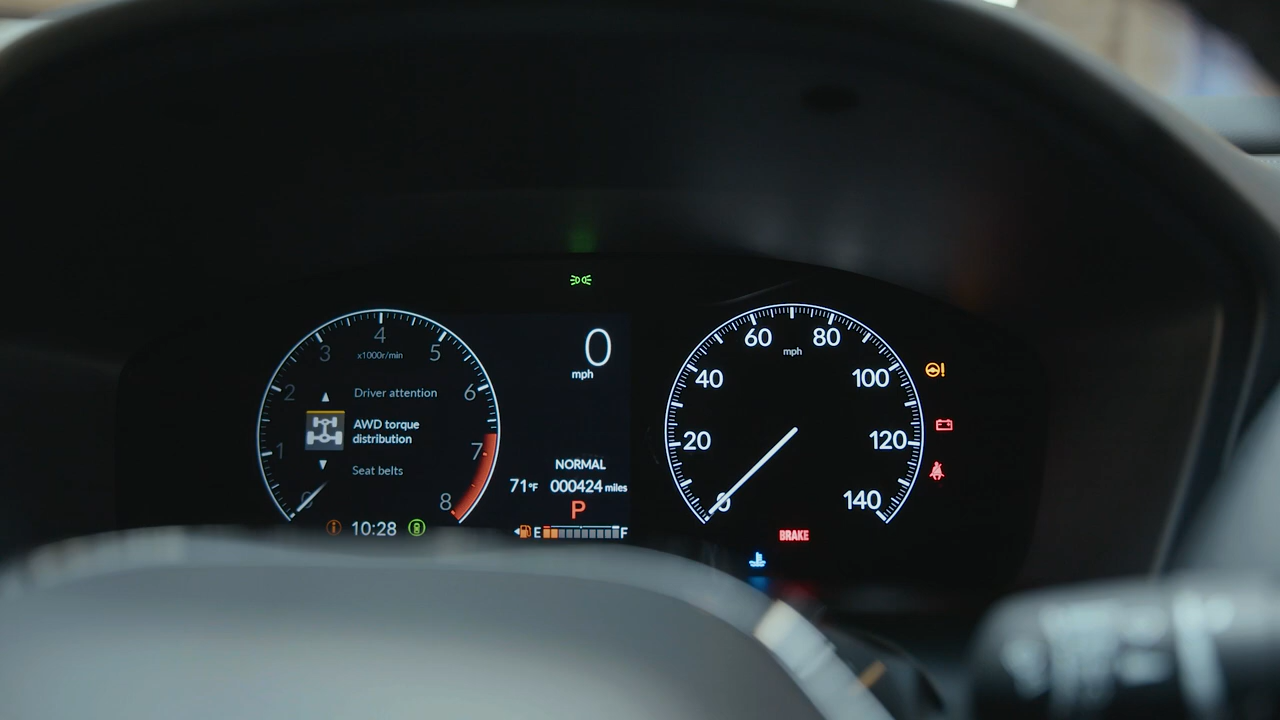 4
3
5
x1000r/min
2
Driver attention
6
AWD torque
distribution
1
7
Seat belts
0
8
10:28
0
mph
NORMAL
71°F 000424 miles
P
E F
60 80
mph
40 100
20 120
0 140
BRAKE